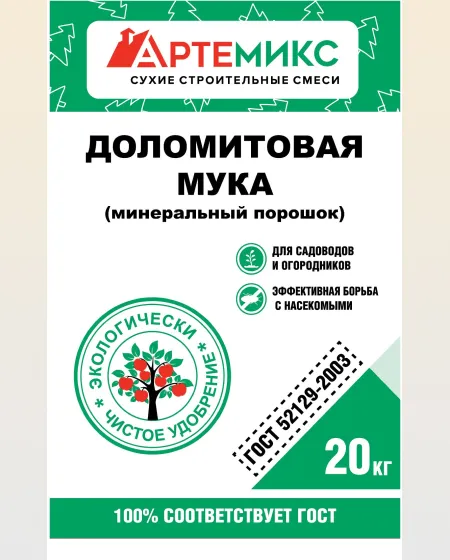 АРТЕМИКС
СУХИЕ СТРОИТЕЛЬНЫЕ СМЕСИ
ДОЛОМИТОВАЯ
МУКА
(минеральный порошок)
ДЛЯ САДОВОДОВ
И ОГОРОДНИКОВ
ЭФФЕКТИВНАЯ БОРЬБА
С НАСЕКОМЫМИ
ЭКОЛОГИЧЕСКИ
* ЧИСТОЕ УДОБРЕНИЕ *
ГОСТ 52129-2003
20 КГ
100% СООТВЕТСТВУЕТ ГОСТ